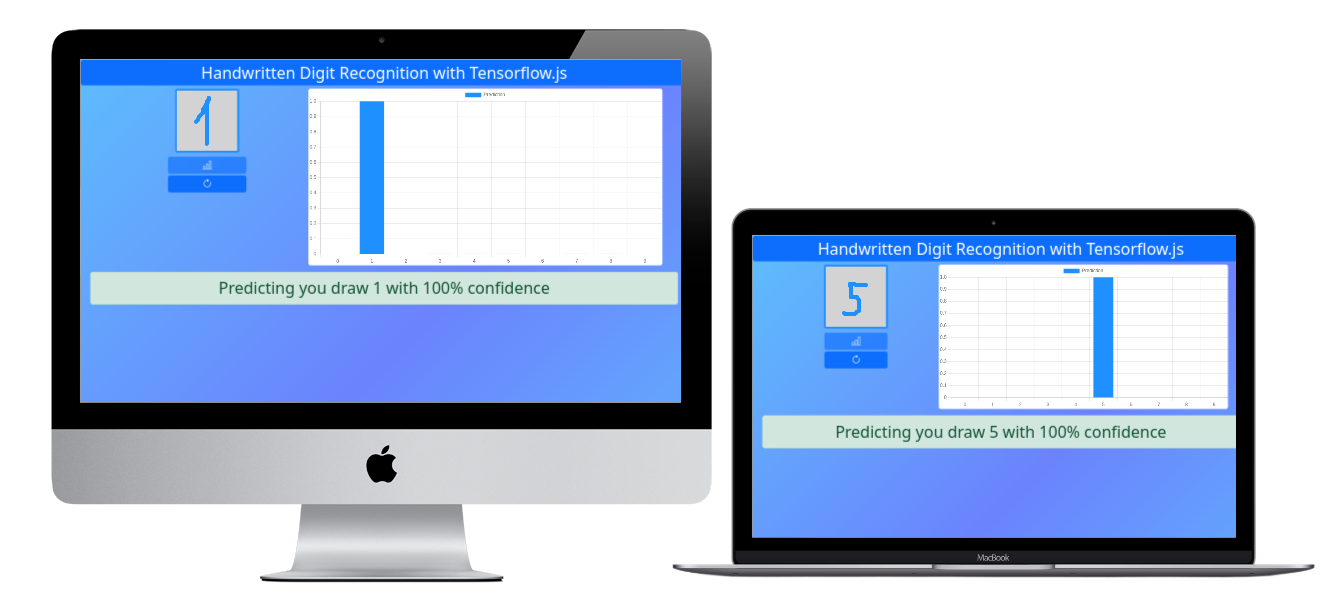 Handwritten Digit Recognition with Tensorflow.js
1
Prediction
1.0
0.9
0.8
0.7
0.6
0.5
0.4
0.3
0.2
0.1
0
0 1 2 3 4 5 6 7 8 9
Predicting you draw 1 with 100% confidence
Handwritten Digit Recognition with Tensorflow.js
5
Prediction
1.0
0.9
0.8
0.7
0.6
0.5
0.4
0.3
0.2
0.1
0
0 1 2 3 4 5 6 7 8 9
Predicting you draw 5 with 100% confidence
MacBook